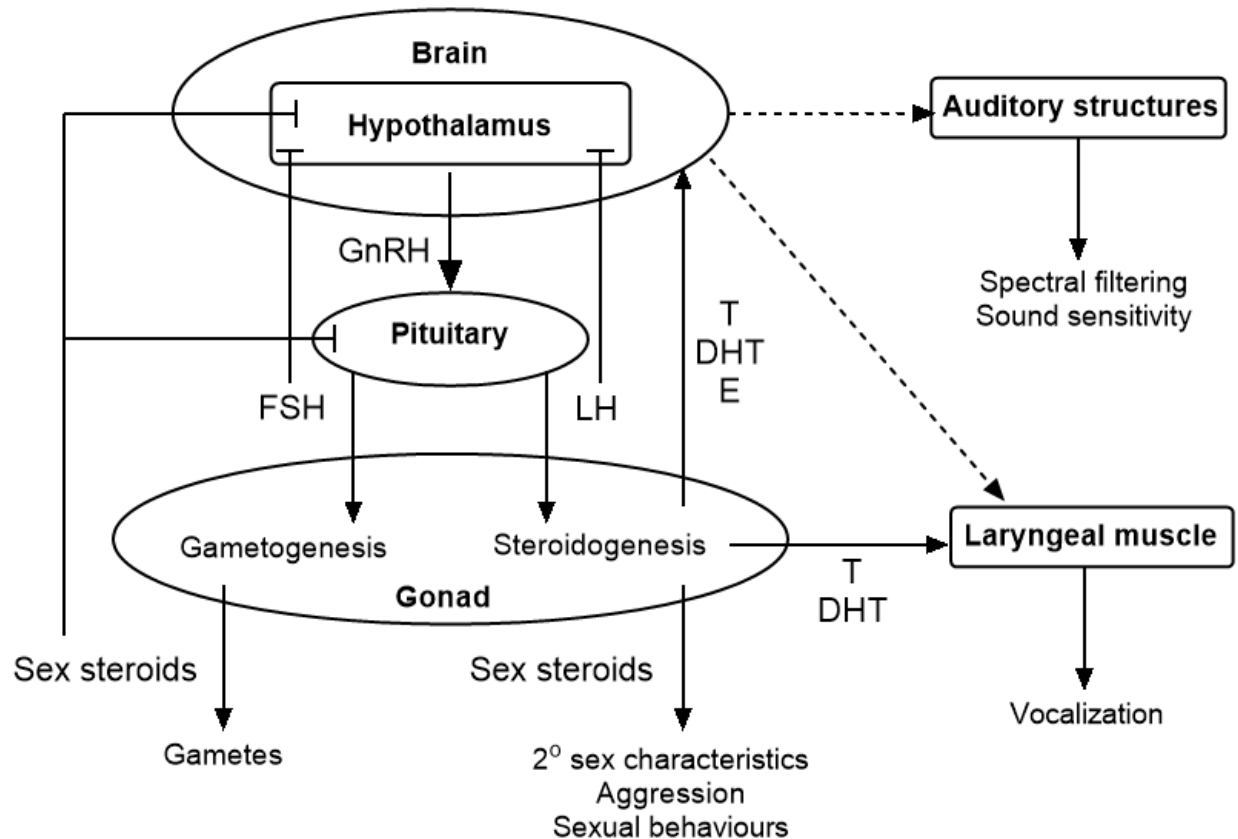 Brain
Hypothalamus
Auditory structures
GnRH
Spectral filtering
Sound sensitivity
Pituitary
T
DHT
E
FSH
LH
Gametogenesis
Steroidogenesis
Laryngeal muscle
Gonad
T
DHT
Sex steroids
Sex steroids
Vocalization
Gametes
2º sex characteristics
Aggression
Sexual behaviours